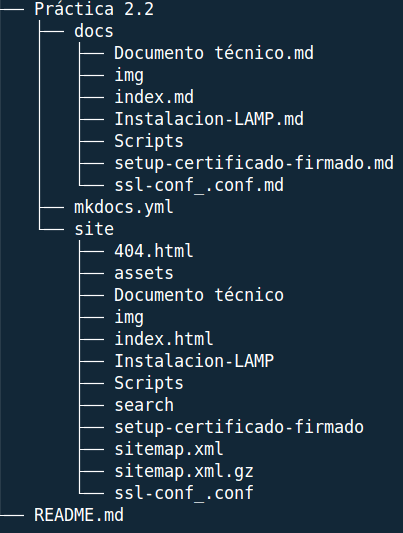 Práctica 2.2
docs
Documento técnico.md
img
index.md
Instalacion-LAMP.md
Scripts
setup-certificado-firmado.md
ssl-conf_.conf.md
mkdocs.yml
site
404.html
assets
Documento técnico
img
index.html
Instalacion-LAMP
Scripts
search
setup-certificado-firmado
sitemap.xml
sitemap.xml.gz
ssl-conf_.conf
README.md